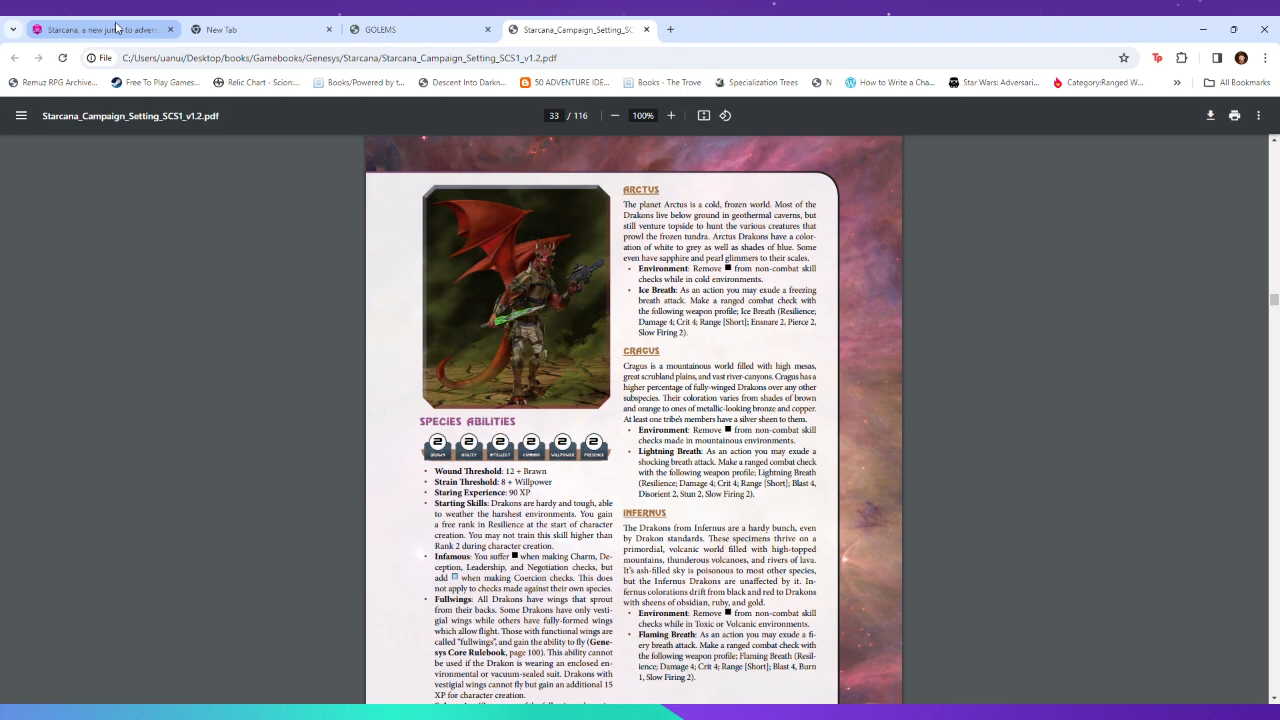 Starcana, a new jump to advent
New Tab
GOLEMS
Starcana_Campaign_Setting_SC
File
C:/Users/uanui/Desktop/books/Gamebooks/Genesys/Starcana/Starcana_Campaign_Setting_SCS1_v1.2.pdf
Remuz RPG Archive...
Free To Play Games...
Relic Chart - Scion:...
Books/Powered by t...
Descent Into Darkn...
50 ADVENTURE IDE...
Books - The Trove
Specialization Trees
N
How to Write a Cha...
Star Wars: Adversari...
Category:Ranged W...
All Bookmarks
Starcana_Campaign_Setting_SCS1_v1.2.pdf
33 / 116
100%
SPECIES ABILITIES
2 2 2 2 2 2
BRAWN AGILITY INTELLECT CUNNING WILLPOWER PRESENCE
• Wound Threshold: 12 + Brawn
• Strain Threshold: 8 + Willpower
• Staring Experience: 90 XP
• Starting Skills: Drakons are hardy and tough, able
to weather the harshest environments. You gain
a free rank in Resilience at the start of character
creation. You may not train this skill higher than
Rank 2 during character creation.
• Infamous: You suffer ■ when making Charm, De-
ception, Leadership, and Negotiation checks, but
add ■ when making Coercion checks. This does
not apply to checks made against their own species.
• Fullwings: All Drakons have wings that sprout
from their backs. Some Drakons have only vesti-
gial wings while others have fully-formed wings
which allow flight. Those with functional wings are
called "fullwings", and gain the ability to fly (Gene-
sys Core Rulebook, page 100). This ability cannot
be used if the Drakon is wearing an enclosed en-
vironmental or vacuum-sealed suit. Drakons with
vestigial wings cannot fly but gain an additional 15
XP for character creation.
ARCTUS
The planet Arctus is a cold, frozen world. Most of the
Drakons live below ground in geothermal caverns, but
still venture topside to hunt the various creatures that
prowl the frozen tundra. Arctus Drakons have a color-
ation of white to grey as well as shades of blue. Some
even have sapphire and pearl glimmers to their scales.
• Environment: Remove ■ from non-combat skill
checks while in cold environments.
• Ice Breath: As an action you may exude a freezing
breath attack. Make a ranged combat check with
the following weapon profile; Ice Breath (Resilience;
Damage 4; Crit 4; Range [Short]; Ensnare 2, Pierce 2,
Slow Firing 2).
CRAGUS
Cragus is a mountainous world filled with high mesas,
great scrubland plains, and vast river-canyons. Cragus has a
higher percentage of fully-winged Drakons over any other
subspecies. Their coloration varies from shades of brown
and orange to ones of metallic-looking bronze and copper.
At least one tribe's members have a silver sheen to them.
• Environment: Remove ■ from non-combat skill
checks made in mountainous environments.
• Lightning Breath: As an action you may exude a
shocking breath attack. Make a ranged combat check
with the following weapon profile; Lightning Breath
(Resilience; Damage 4; Crit 4; Range [Short]; Blast 4,
Disorient 2, Stun 2, Slow Firing 2).
INFERNUS
The Drakons from Infernus are a hardy bunch, even
by Drakon standards. These specimens thrive on a
primordial, volcanic world filled with high-topped
mountains, thunderous volcanoes, and rivers of lava.
It's ash-filled sky is poisonous to most other species,
but the Infernus Drakons are unaffected by it. In-
fernus colorations drift from black and red to Drakons
with sheens of obsidian, ruby, and gold.
• Environment: Remove ■ from non-combat skill
checks while in Toxic or Volcanic environments.
• Flaming Breath: As an action you may exude a fi-
ery breath attack. Make a ranged combat check with
the following weapon profile; Flaming Breath (Resil-
ience; Damage 4; Crit 4; Range [Short]; Blast 4, Burn
1, Slow Firing 2).